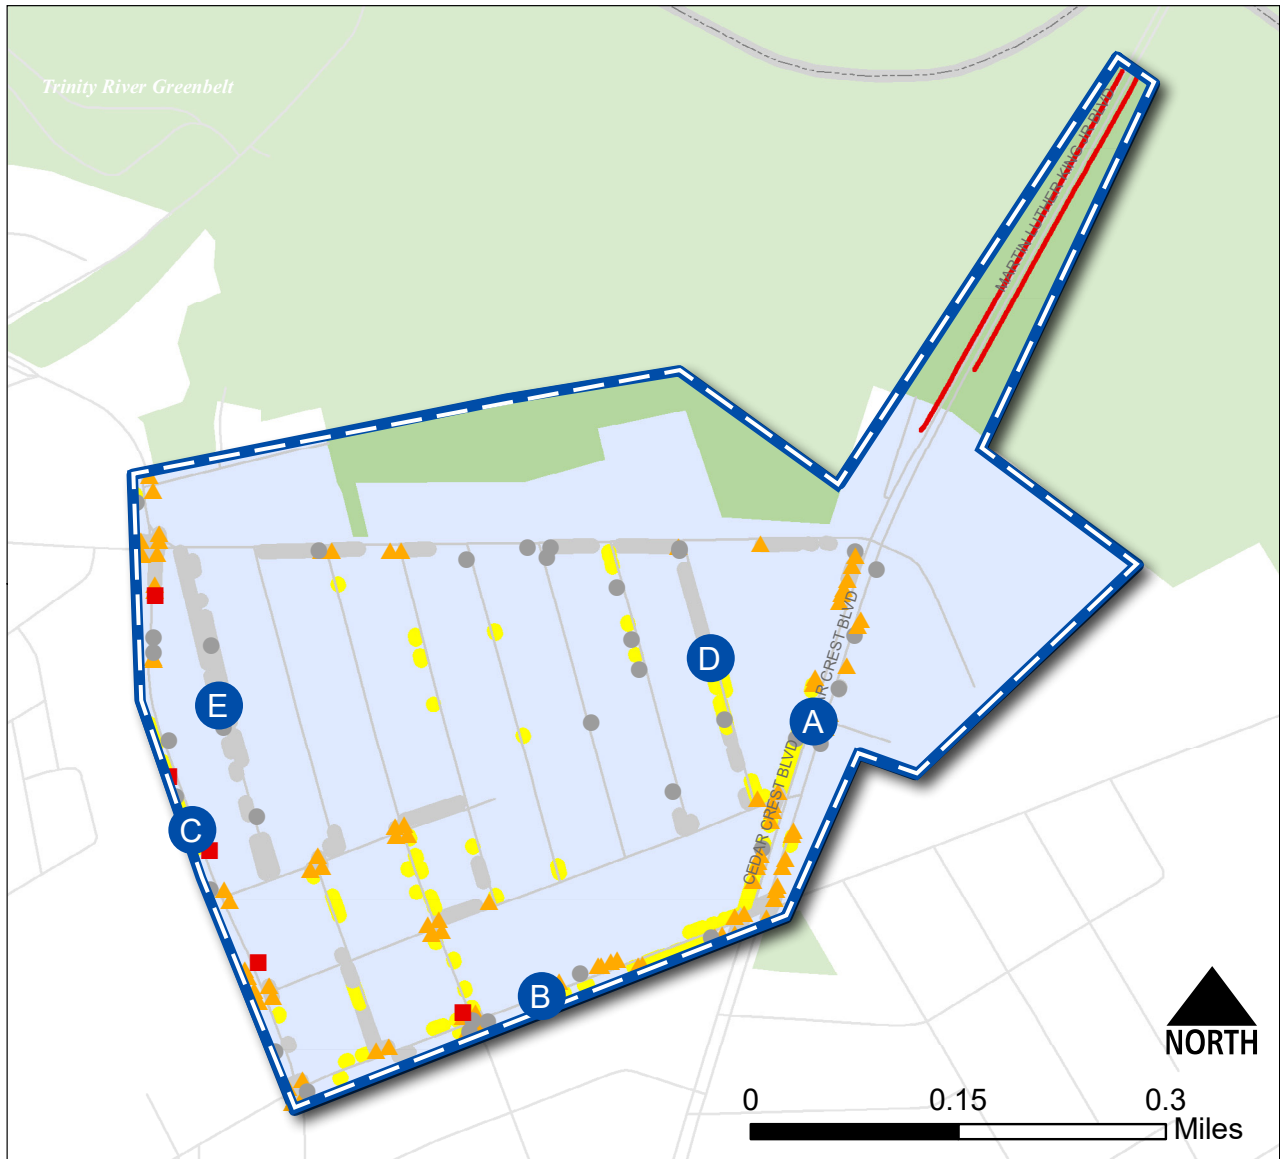 Trinity River Greenbelt
MARTIN LUTHER KING JR BLVD
D
E
AR CREST BLVD
A
CEDAR CREST BLVD
C
B
NORTH
0 0.15 0.3
Miles